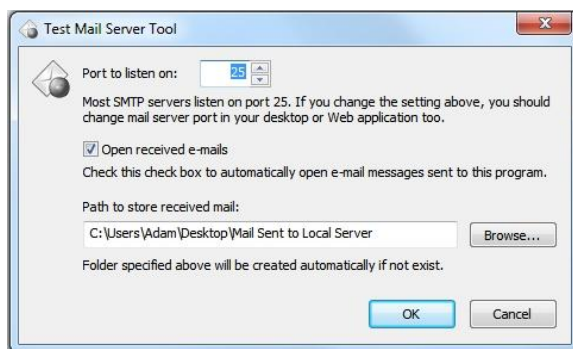 Test Mail Server Tool
Port to listen on: 25
Most SMTP servers listen on port 25. If you change the setting above, you should
change mail server port in your desktop or Web application too.
Open received e-mails
Check this check box to automatically open e-mail messages sent to this program.
Path to store received mail:
C:\Users\Adam\Desktop\Mail Sent to Local Server Browse...
Folder specified above will be created automatically if not exist.
OK Cancel